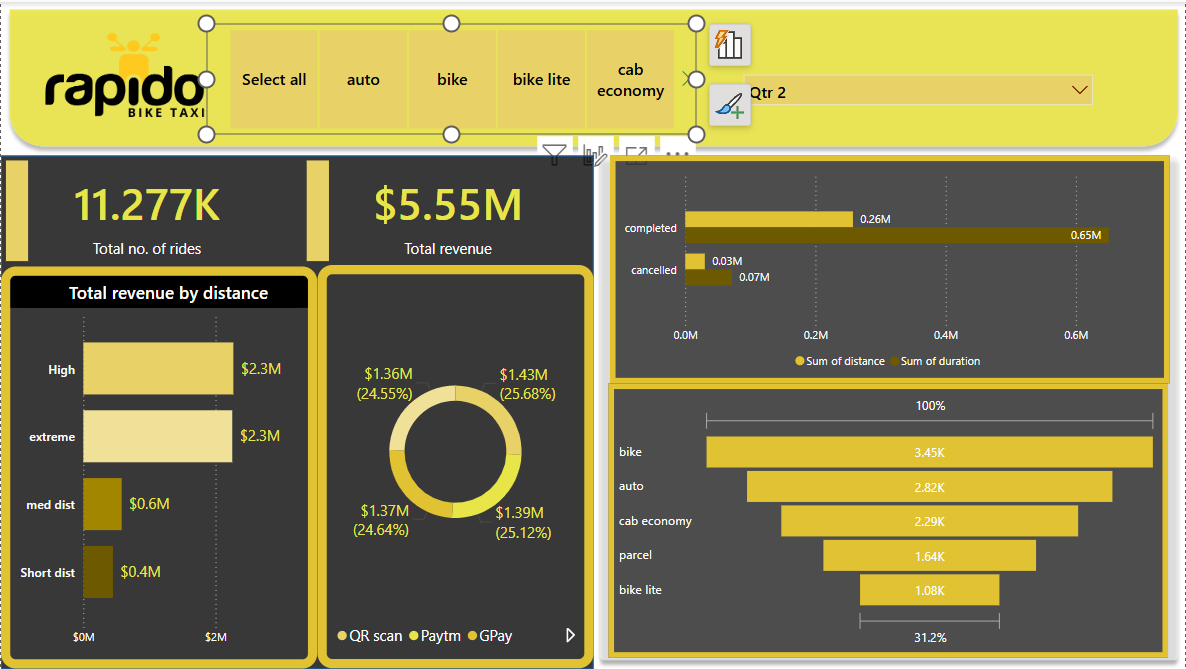 rapido
BIKE TAXI
Select all
auto
bike
bike lite
cab
economy
Qtr 2
11.277K
Total no. of rides
$5.55M
Total revenue
completed
0.26M
0.65M
cancelled
0.03M
0.07M
0.0M 0.2M 0.4M 0.6M
Sum of distance Sum of duration
Total revenue by distance
High $2.3M
extreme $2.3M
med dist $0.6M
Short dist $0.4M
$0M $2M
$1.36M
(24.55%)
$1.43M
(25.68%)
$1.37M
(24.64%)
$1.39M
(25.12%)
QR scan Paytm GPay
100%
bike 3.45K
auto 2.82K
cab economy 2.29K
parcel 1.64K
bike lite 1.08K
31.2%